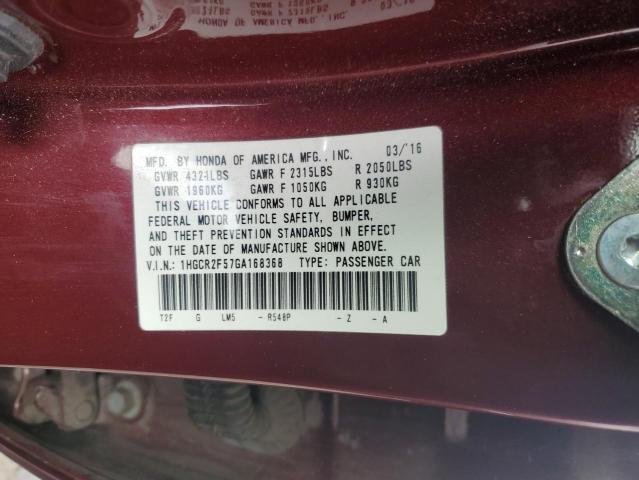 MFD. BY HONDA OF AMERICA MFG., INC. 03/'16
GVWR 4321LBS GAWR F 2315LBS R 2050LBS
GVWR 1960KG GAWR F 1050KG R 930KG
THIS VEHICLE CONFORMS TO ALL APPLICABLE
FEDERAL MOTOR VEHICLE SAFETY, BUMPER,
AND THEFT PREVENTION STANDARDS IN EFFECT
ON THE DATE OF MANUFACTURE SHOWN ABOVE.
V.I.N.: 1HGCR2F57GA168368 TYPE: PASSENGER CAR
T2F G LM5 - R548P - Z - A